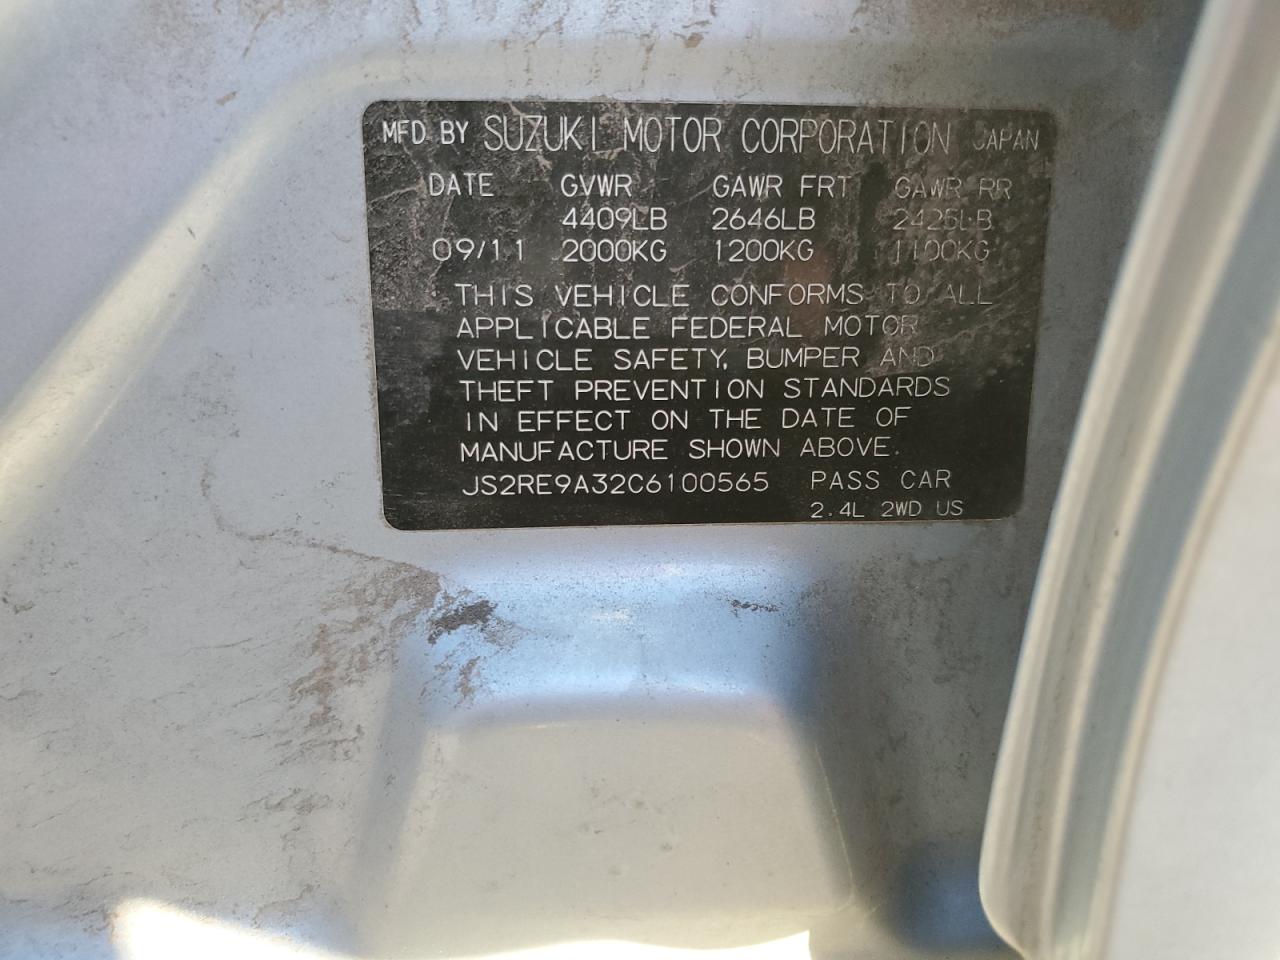 MFD BY SUZUKI MOTOR CORPORATION JAPAN
DATE GVWR GAWR FRT GAWR RR
4409LB 2646LB 2425LB
09/11 2000KG 1200KG 1100KG
THIS VEHICLE CONFORMS TO ALL
APPLICABLE FEDERAL MOTOR
VEHICLE SAFETY, BUMPER AND
THEFT PREVENTION STANDARDS
IN EFFECT ON THE DATE OF
MANUFACTURE SHOWN ABOVE.
JS2RE9A32C6100565 PASS CAR
2.4L 2WD US